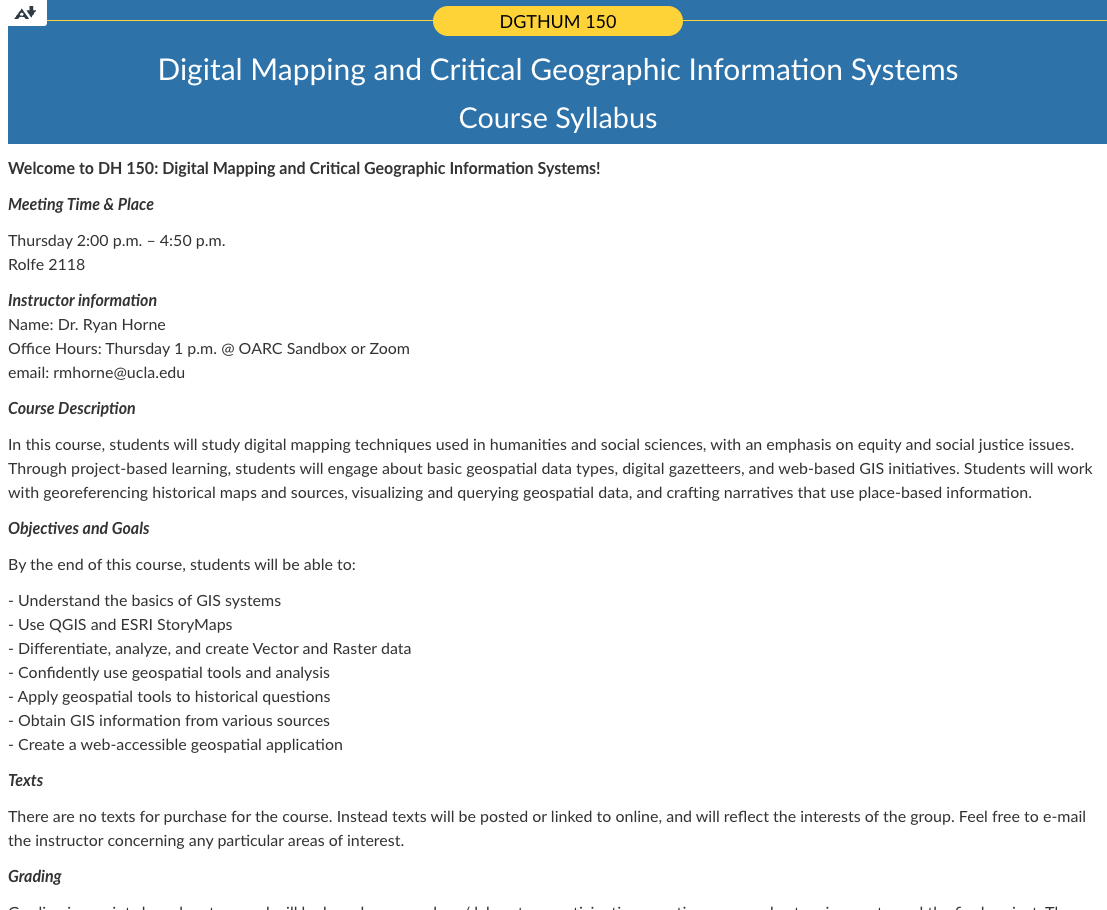 DGTHUM 150
Digital Mapping and Critical Geographic Information Systems
Course Syllabus
Welcome to DH 150: Digital Mapping and Critical Geographic Information Systems!
Meeting Time & Place
Thursday 2:00 p.m. – 4:50 p.m.
Rolfe 2118
Instructor information
Name: Dr. Ryan Horne
Office Hours: Thursday 1 p.m. @ OARC Sandbox or Zoom
email: rmhorne@ucla.edu
Course Description
In this course, students will study digital mapping techniques used in humanities and social sciences, with an emphasis on equity and social justice issues.
Through project-based learning, students will engage about basic geospatial data types, digital gazetteers, and web-based GIS initiatives. Students will work
with georeferencing historical maps and sources, visualizing and querying geospatial data, and crafting narratives that use place-based information.
Objectives and Goals
By the end of this course, students will be able to:
- Understand the basics of GIS systems
- Use QGIS and ESRI StoryMaps
- Differentiate, analyze, and create Vector and Raster data
- Confidently use geospatial tools and analysis
- Apply geospatial tools to historical questions
- Obtain GIS information from various sources
- Create a web-accessible geospatial application
Texts
There are no texts for purchase for the course. Instead texts will be posted or linked to online, and will reflect the interests of the group. Feel free to e-mail
the instructor concerning any particular areas of interest.
Grading